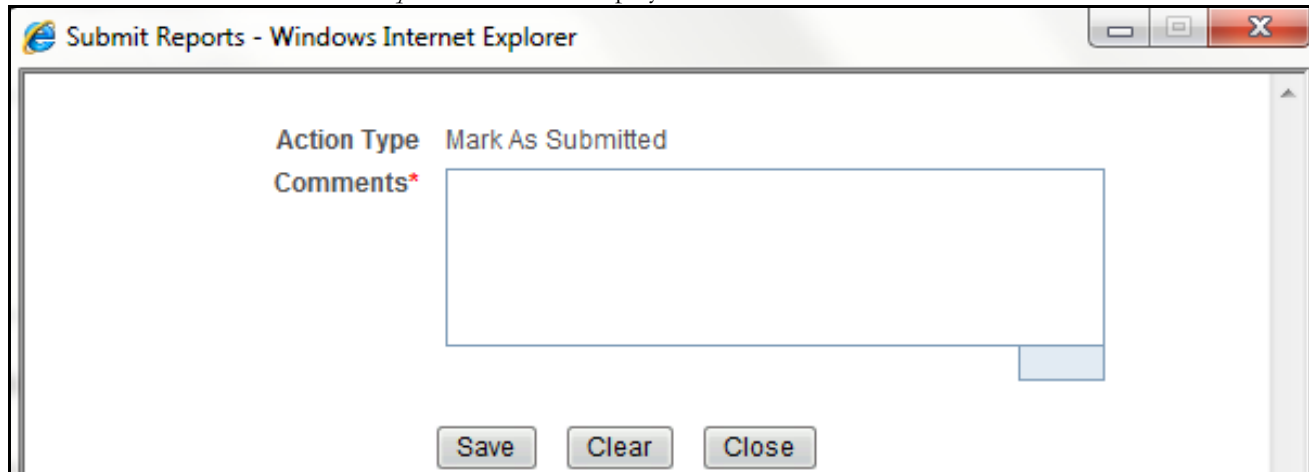 Submit Reports - Windows Internet Explorer
Action Type Mark As Submitted
Comments*
Save Clear Close